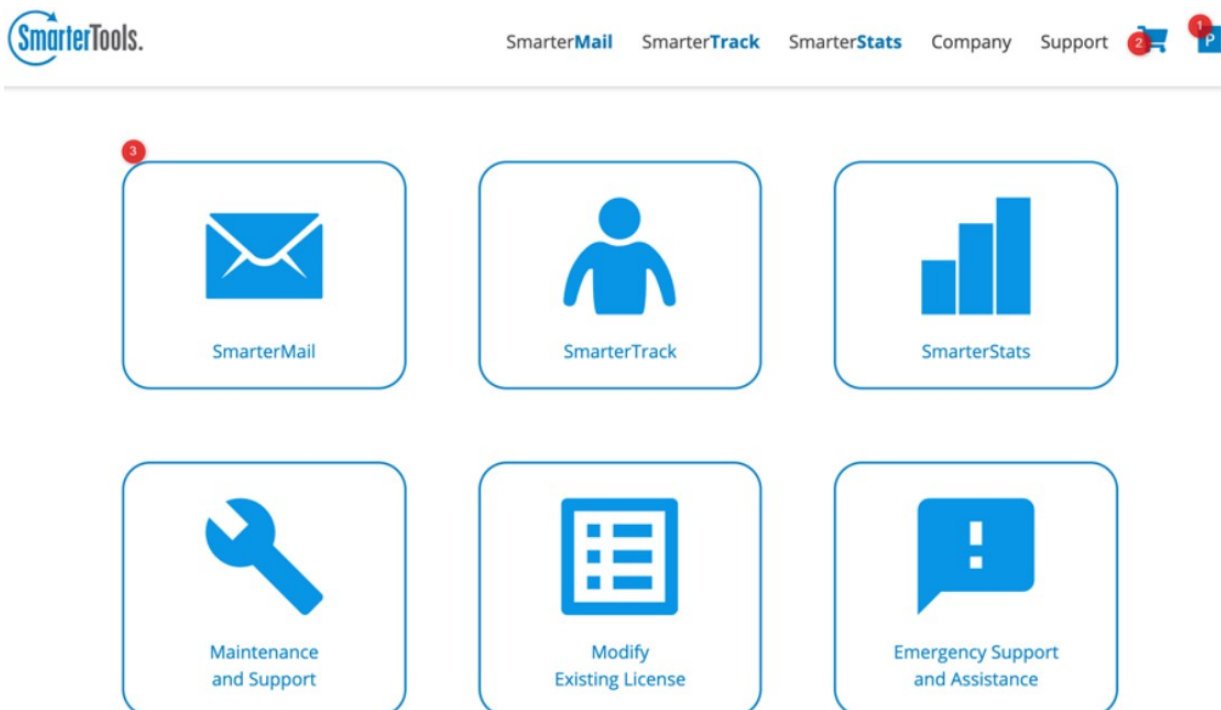 SmarterTools.
SmarterMail SmarterTrack SmarterStats Company Support 2 1 P
3
SmarterMail SmarterTrack SmarterStats
Maintenance and Support
Modify Existing License
Emergency Support and Assistance